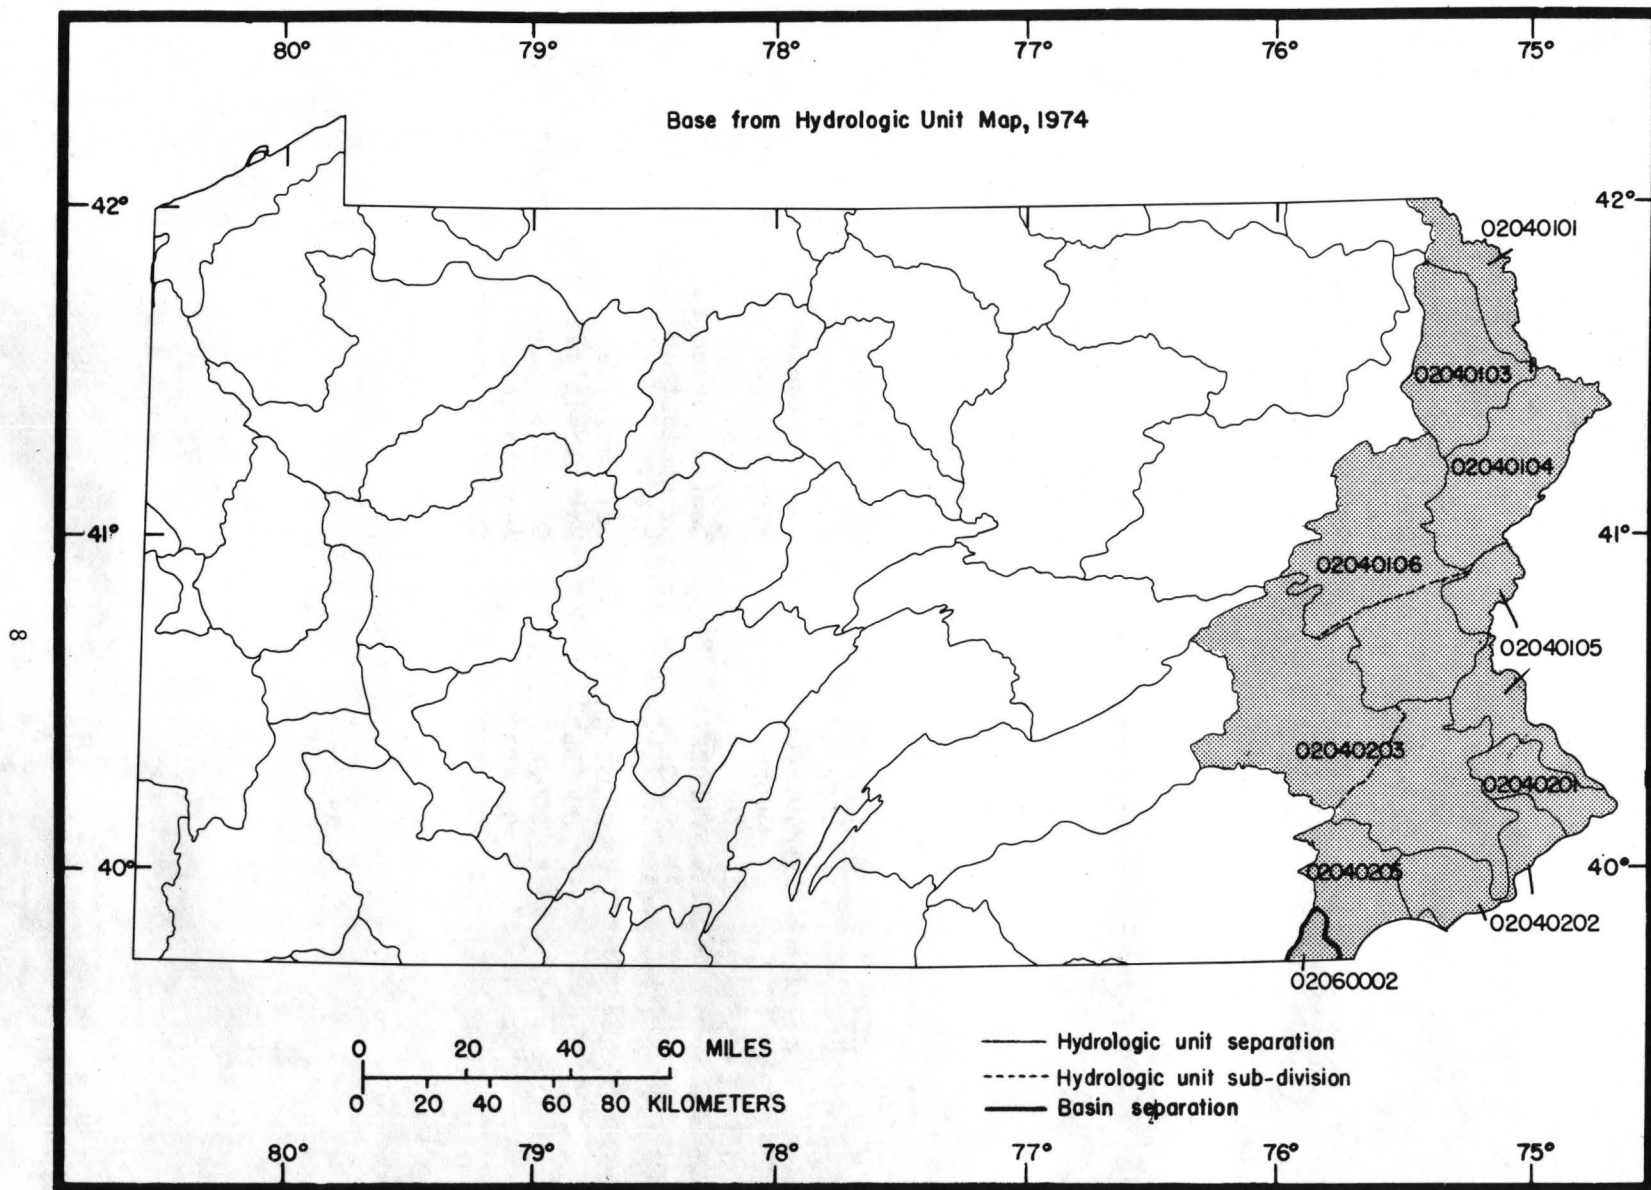 80° 79° 78° 77° 76° 75°
Base from Hydrologic Unit Map, 1974
42° 42°
02040101
02040103
02040104
41° 41°
02040106
8
02040105
02040203
02040201
40° 40°
02040205
02040202
02060002
0 20 40 60 MILES
0 20 40 60 80 KILOMETERS
Hydrologic unit separation
Hydrologic unit sub-division
Basin separation
80° 79° 78° 77° 76° 75°